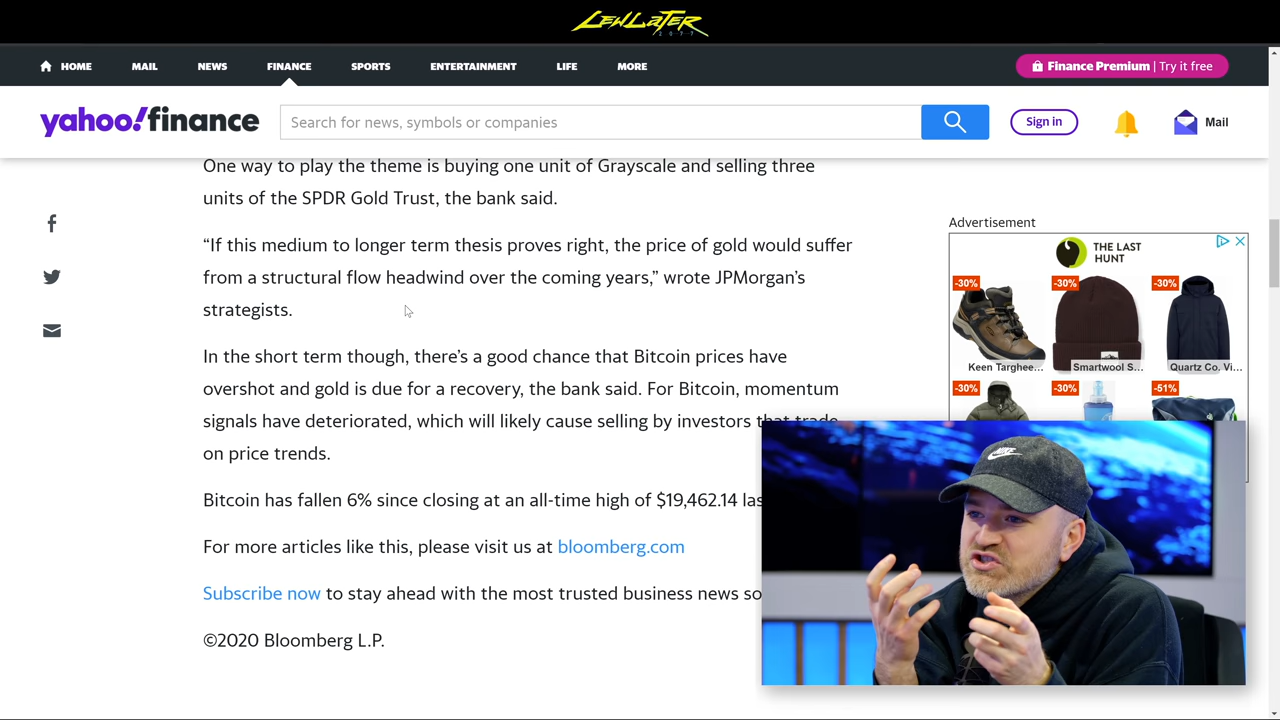 LEWLATER
2077
HOME MAIL NEWS FINANCE SPORTS ENTERTAINMENT LIFE MORE Finance Premium | Try it free
yahoo!finance Search for news, symbols or companies Sign in Mail
One way to play the theme is buying one unit of Grayscale and selling three
units of the SPDR Gold Trust, the bank said.
“If this medium to longer term thesis proves right, the price of gold would suffer
from a structural flow headwind over the coming years,” wrote JPMorgan’s
strategists.
In the short term though, there’s a good chance that Bitcoin prices have
overshot and gold is due for a recovery, the bank said. For Bitcoin, momentum
signals have deteriorated, which will likely cause selling by investors that trade
on price trends.
Bitcoin has fallen 6% since closing at an all-time high of $19,462.14
For more articles like this, please visit us at bloomberg.com
Subscribe now to stay ahead with the most trusted business news
©2020 Bloomberg L.P.
Advertisement
THE LAST
HUNT
-30% -30% -30%
Keen Targhee... Smartwool S... Quartz Co. Vi...
-30% -30% -51%
NIKE